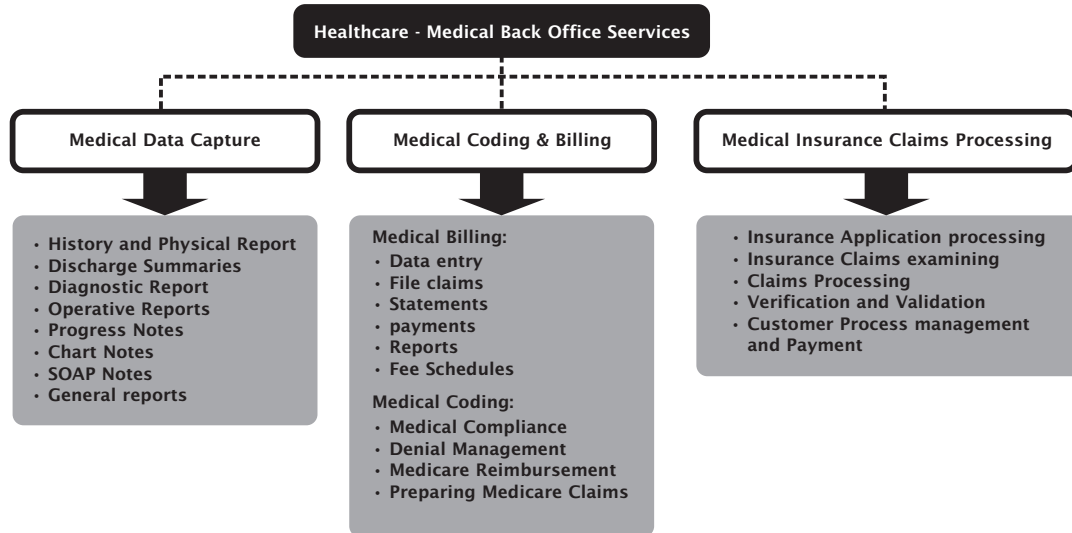 Healthcare - Medical Back Office Seervices
Medical Data Capture
• History and Physical Report
• Discharge Summaries
• Diagnostic Report
• Operative Reports
• Progress Notes
• Chart Notes
• SOAP Notes
• General reports
Medical Coding & Billing
Medical Billing:
• Data entry
• File claims
• Statements
• payments
• Reports
• Fee Schedules
Medical Coding:
• Medical Compliance
• Denial Management
• Medicare Reimbursement
• Preparing Medicare Claims
Medical Insurance Claims Processing
• Insurance Application processing
• Insurance Claims examining
• Claims Processing
• Verification and Validation
• Customer Process management
and Payment